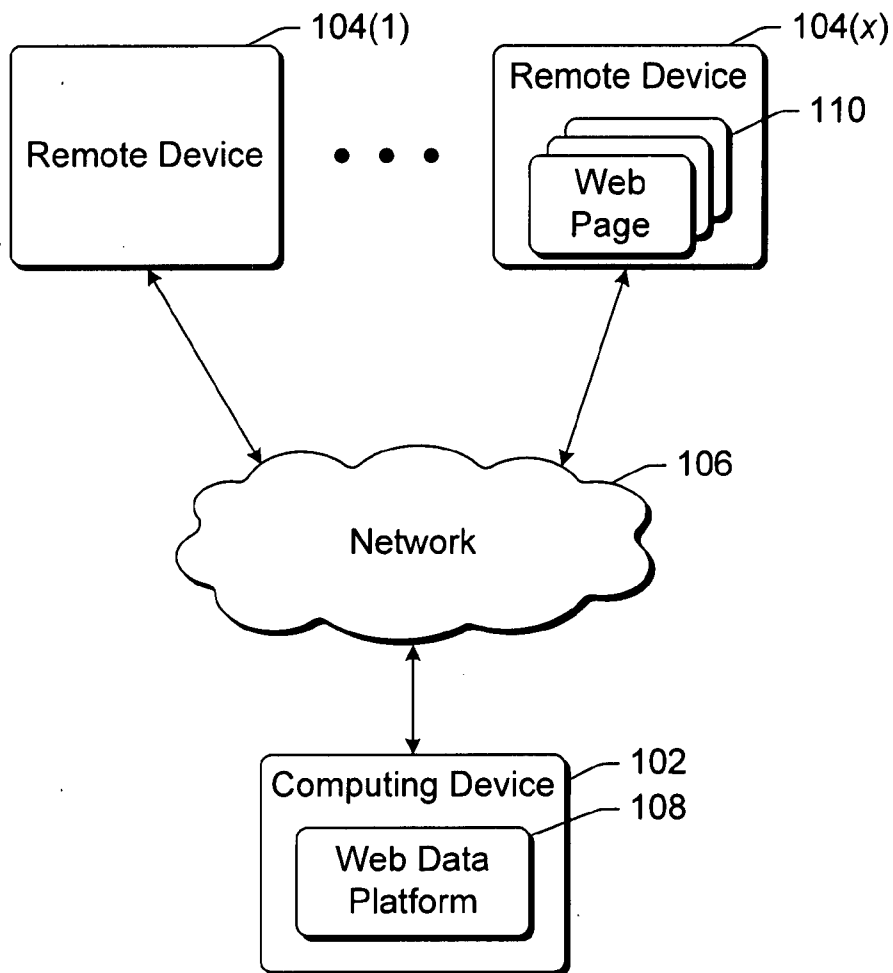 104(1)
104(x)
Remote Device
Remote Device
110
Web
Page
106
Network
102
Computing Device
108
Web Data
Platform